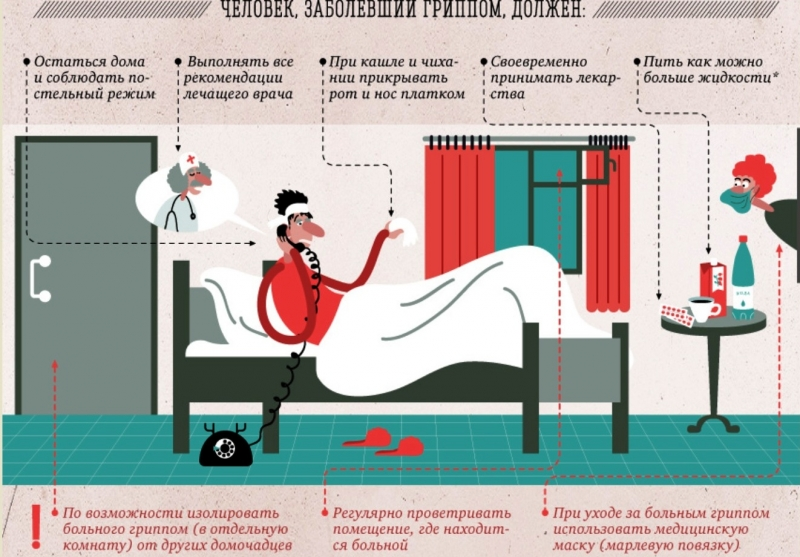 ЧЕЛОВЕК, ЗАБОЛЕВШИЙ ГРИППОМ, ДОЛЖЕН:
Остаться дома
и соблюдать по-
стельный режим
Выполнять все
рекомендации
лечащего врача
При кашле и чиха-
нии прикрывать
рот и нос платком
Своевременно
принимать лекар-
ства
Пить как можно
больше жидкости*
! По возможности изолировать
больного гриппом (в отдельную
комнату) от других домочадцев
Регулярно проветривать
помещение, где находит-
ся больной
При уходе за больным гриппом
использовать медицинскую
маску (марлевую повязку)